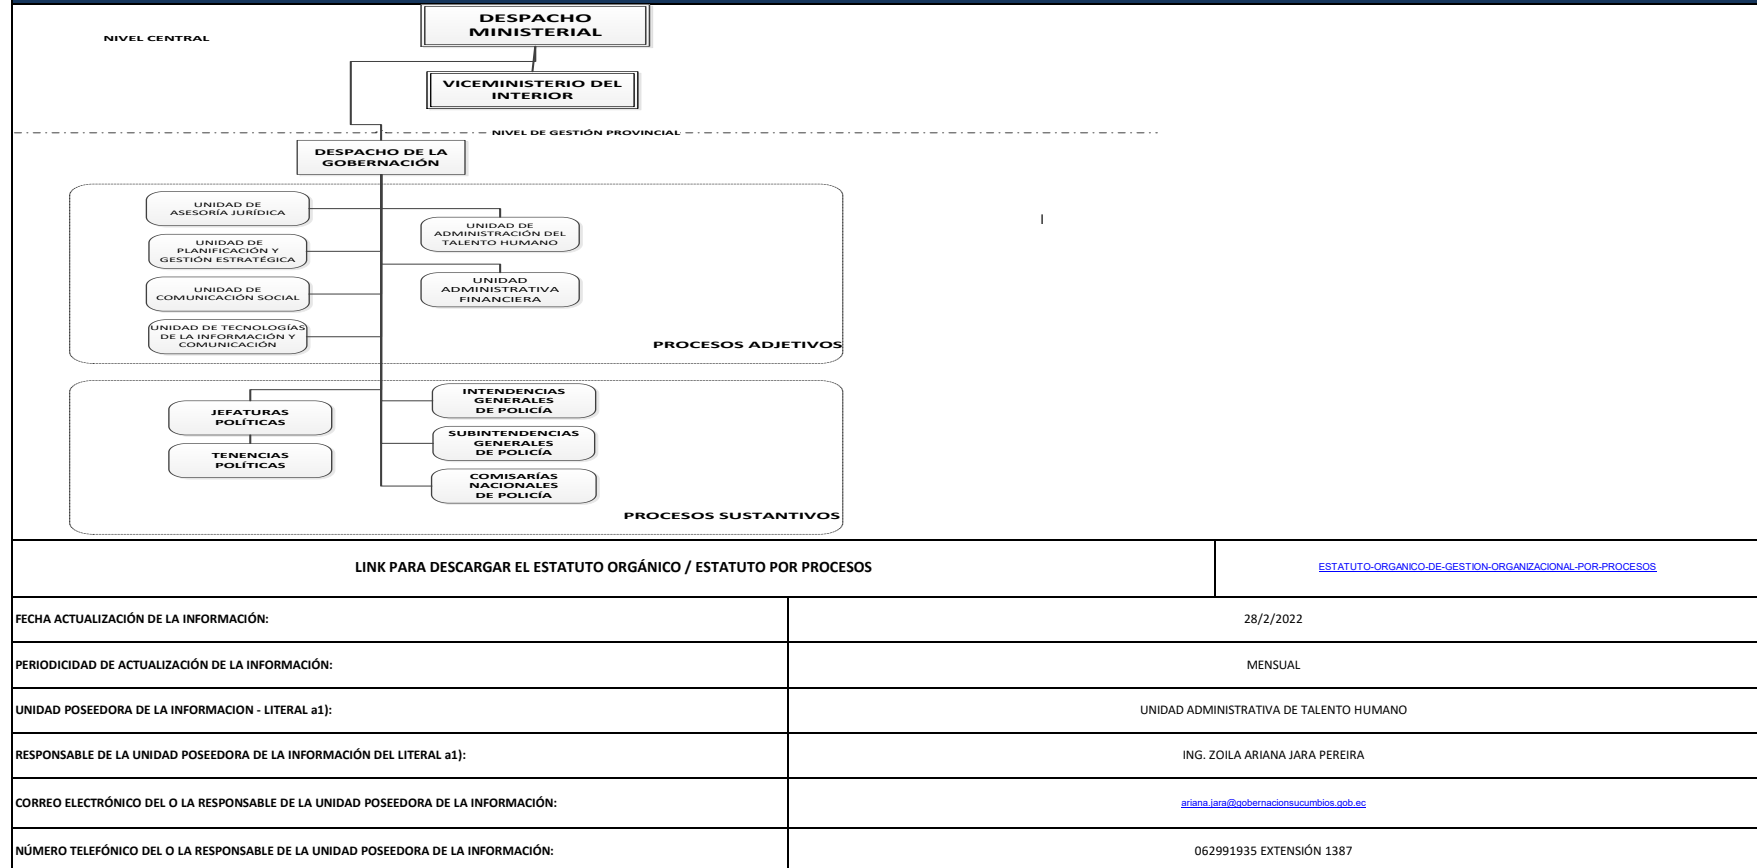 DESPACHO
MINISTERIAL
NIVEL CENTRAL
VICEMINISTERIO DEL
INTERIOR
NIVEL DE GESTIÓN PROVINCIAL
DESPACHO DE LA
GOBERNACIÓN
UNIDAD DE
ASESORÍA JURÍDICA
UNIDAD DE
ADMINISTRACIÓN DEL
TALENTO HUMANO
UNIDAD DE
PLANIFICACIÓN Y
GESTIÓN ESTRATÉGICA
UNIDAD
ADMINISTRATIVA
FINANCIERA
UNIDAD DE
COMUNICACIÓN SOCIAL
UNIDAD DE TECNOLOGÍAS
DE LA INFORMACIÓN Y
COMUNICACIÓN
PROCESOS ADJETIVOS
INTENDENCIAS
GENERALES
DE POLICÍA
JEFATURAS
POLÍTICAS
SUBINTENDENCIAS
GENERALES
DE POLICÍA
TENENCIAS
POLÍTICAS
COMISARÍAS
NACIONALES
DE POLICÍA
PROCESOS SUSTANTIVOS
LINK PARA DESCARGAR EL ESTATUTO ORGÁNICO / ESTATUTO POR PROCESOS
ESTATUTO-ORGANICO-DE-GESTION-ORGANIZACIONAL-POR-PROCESOS
FECHA ACTUALIZACIÓN DE LA INFORMACIÓN:
28/2/2022
PERIODICIDAD DE ACTUALIZACIÓN DE LA INFORMACIÓN:
MENSUAL
UNIDAD POSEEDORA DE LA INFORMACION - LITERAL a1):
UNIDAD ADMINISTRATIVA DE TALENTO HUMANO
RESPONSABLE DE LA UNIDAD POSEEDORA DE LA INFORMACIÓN DEL LITERAL a1):
ING. ZOILA ARIANA JARA PEREIRA
CORREO ELECTRÓNICO DEL O LA RESPONSABLE DE LA UNIDAD POSEEDORA DE LA INFORMACIÓN:
ariana.jara@gobernacionsucumbios.gob.ec
NÚMERO TELEFÓNICO DEL O LA RESPONSABLE DE LA UNIDAD POSEEDORA DE LA INFORMACIÓN:
062991935 EXTENSIÓN 1387